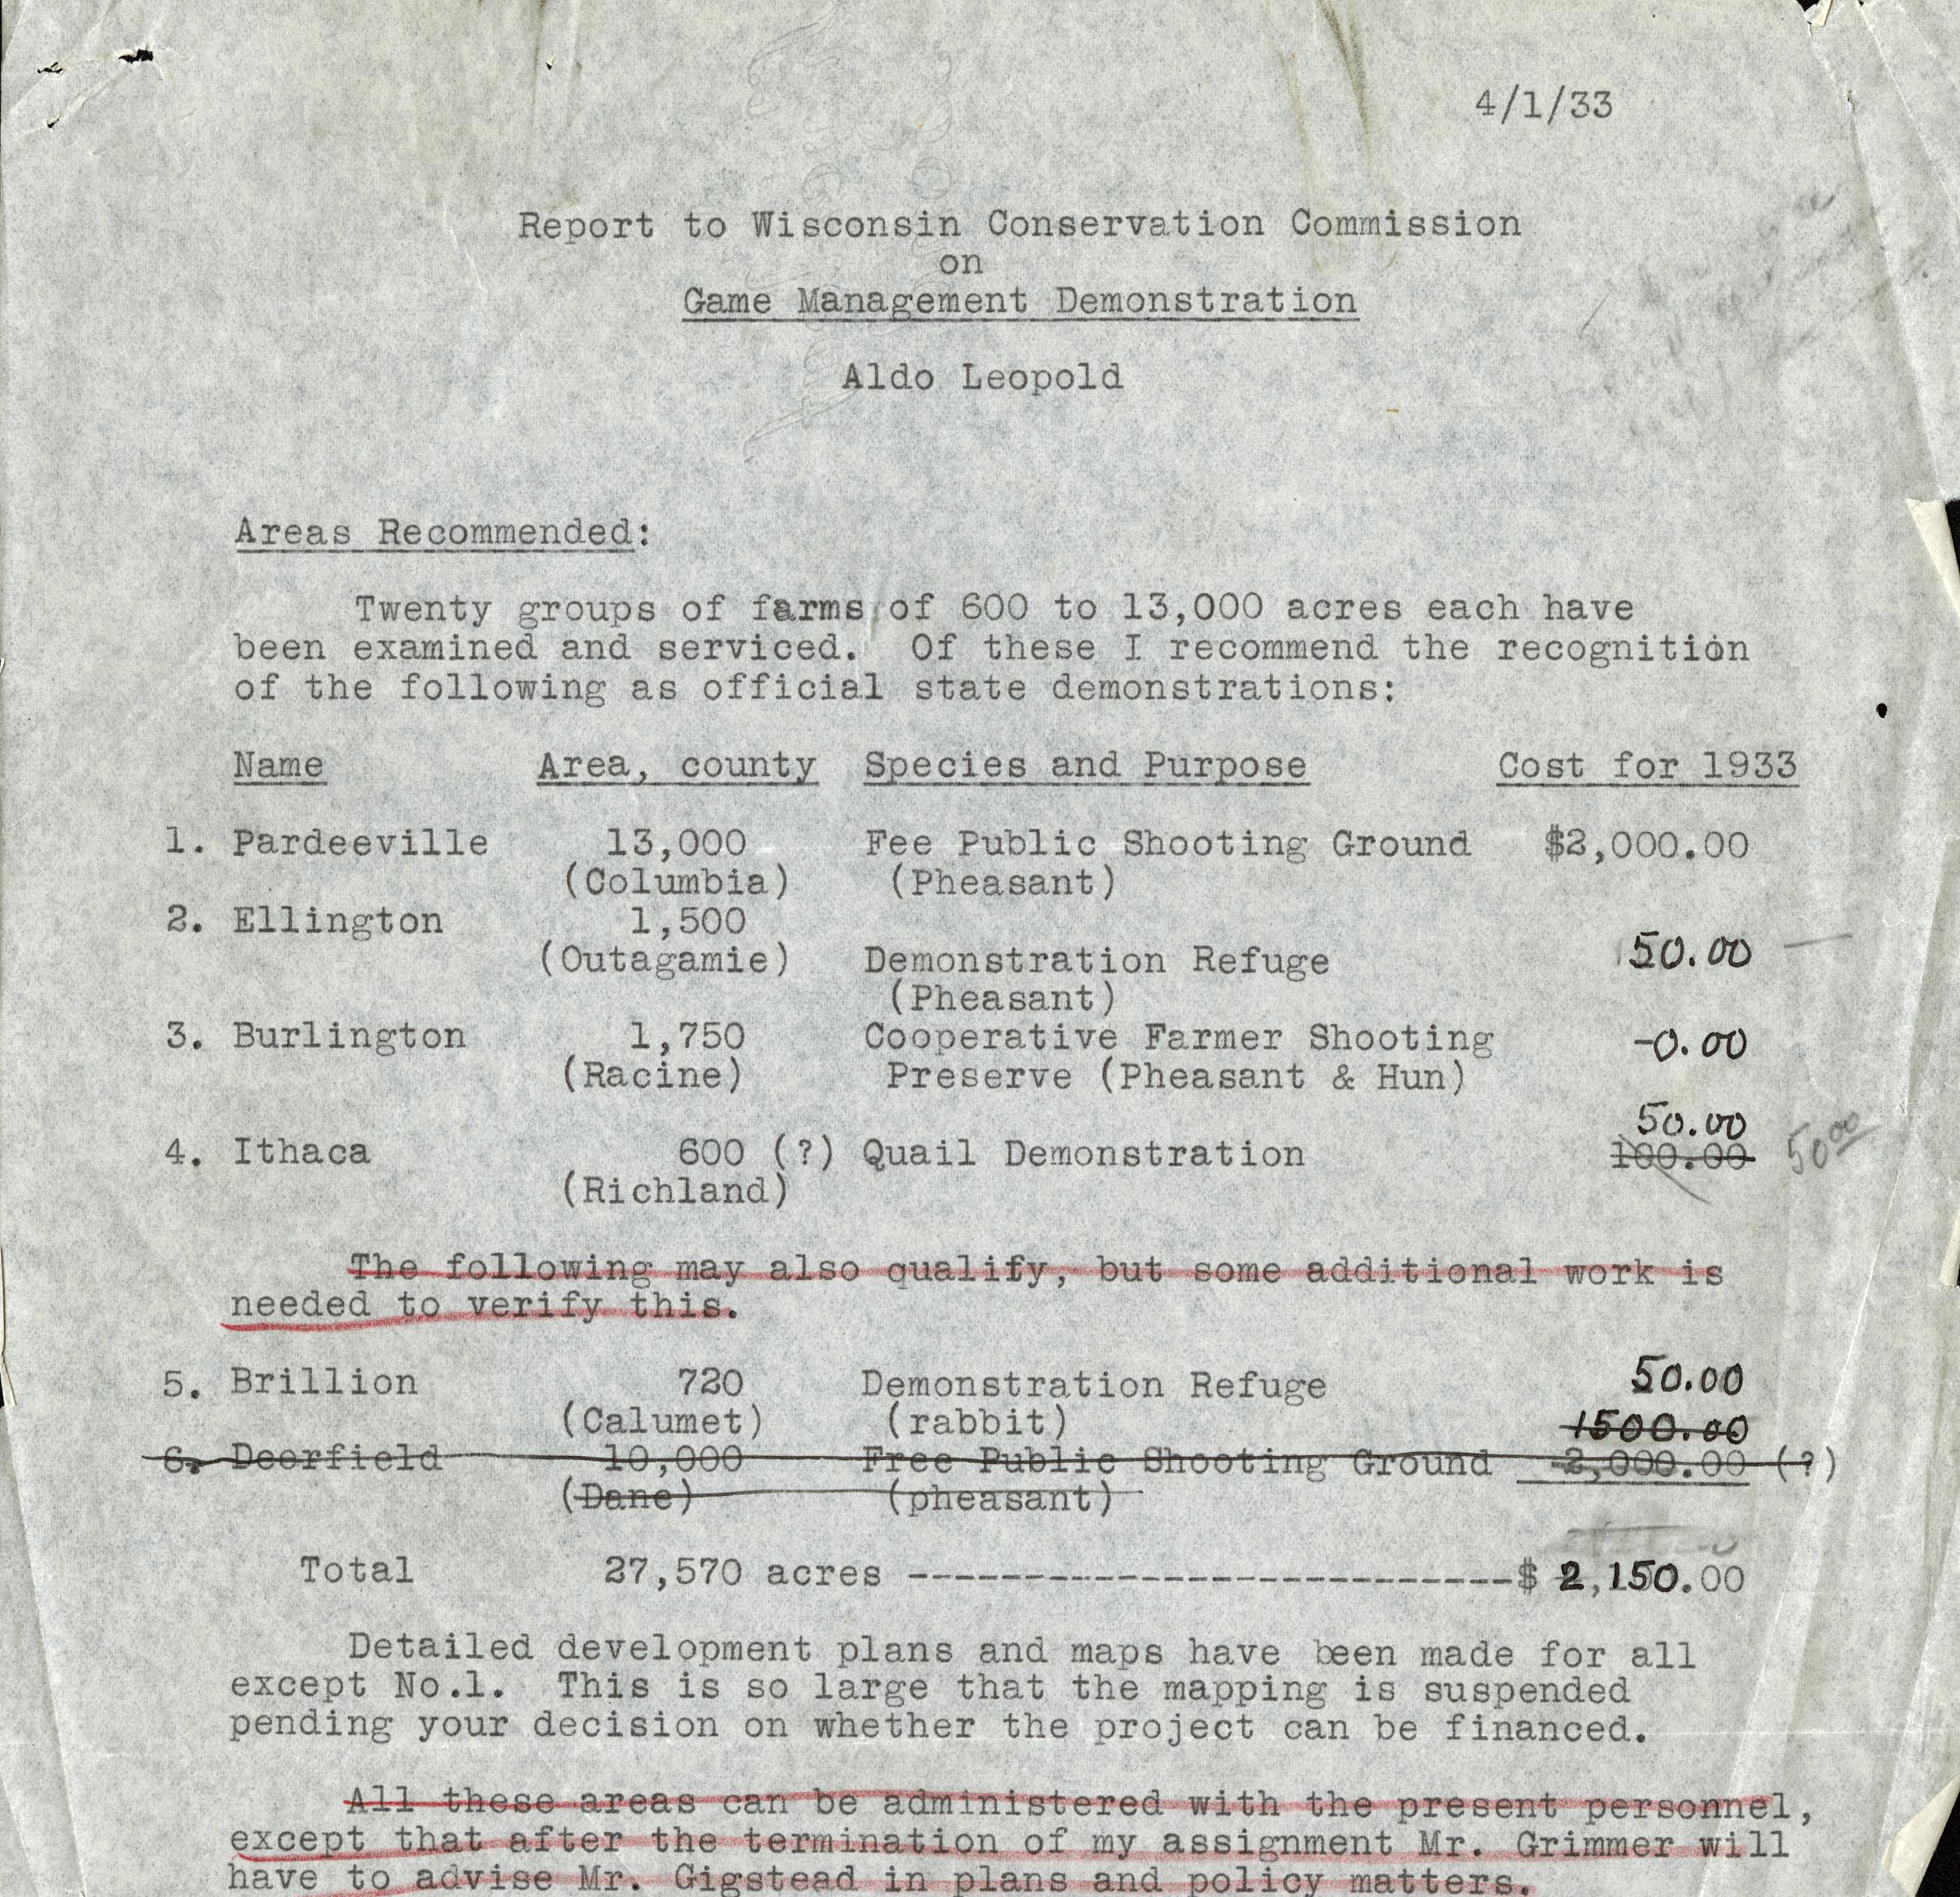 4/1/33
Report to Wisconsin Conservation Commission
on
Game Management Demonstration
Aldo Leopold
Areas Recommended:
Twenty groups of farms of 600 to 13,000 acres each have
been examined and serviced. Of these I recommend the recognition
of the following as official state demonstrations:
Name Area, county Species and Purpose Cost for 1933
1. Pardeeville 13,000 Fee Public Shooting Ground $2,000.00
(Columbia) (Pheasant)
2. Ellington 1,500
(Outagamie) Demonstration Refuge 50.00
(Pheasant)
3. Burlington 1,750 Cooperative Farmer Shooting -0.00
(Racine) Preserve (Pheasant & Hun)
50.00
4. Ithaca 600 (?) Quail Demonstration 100.00 50.00
(Richland)
The following may also qualify, but some additional work is
needed to verify this.
5. Brillion 720 Demonstration Refuge 50.00
(Calumet) (rabbit) 1500.00
6. Deerfield 10,000 Free Public Shooting Ground 2,000.00 (?)
(Dane) (pheasant)
Total 27,570 acres --------------------------$ 2,150.00
Detailed development plans and maps have been made for all
except No.1. This is so large that the mapping is suspended
pending your decision on whether the project can be financed.
All these areas can be administered with the present personnel,
except that after the termination of my assignment Mr. Grimmer will
have to advise Mr. Gigstead in plans and policy matters.